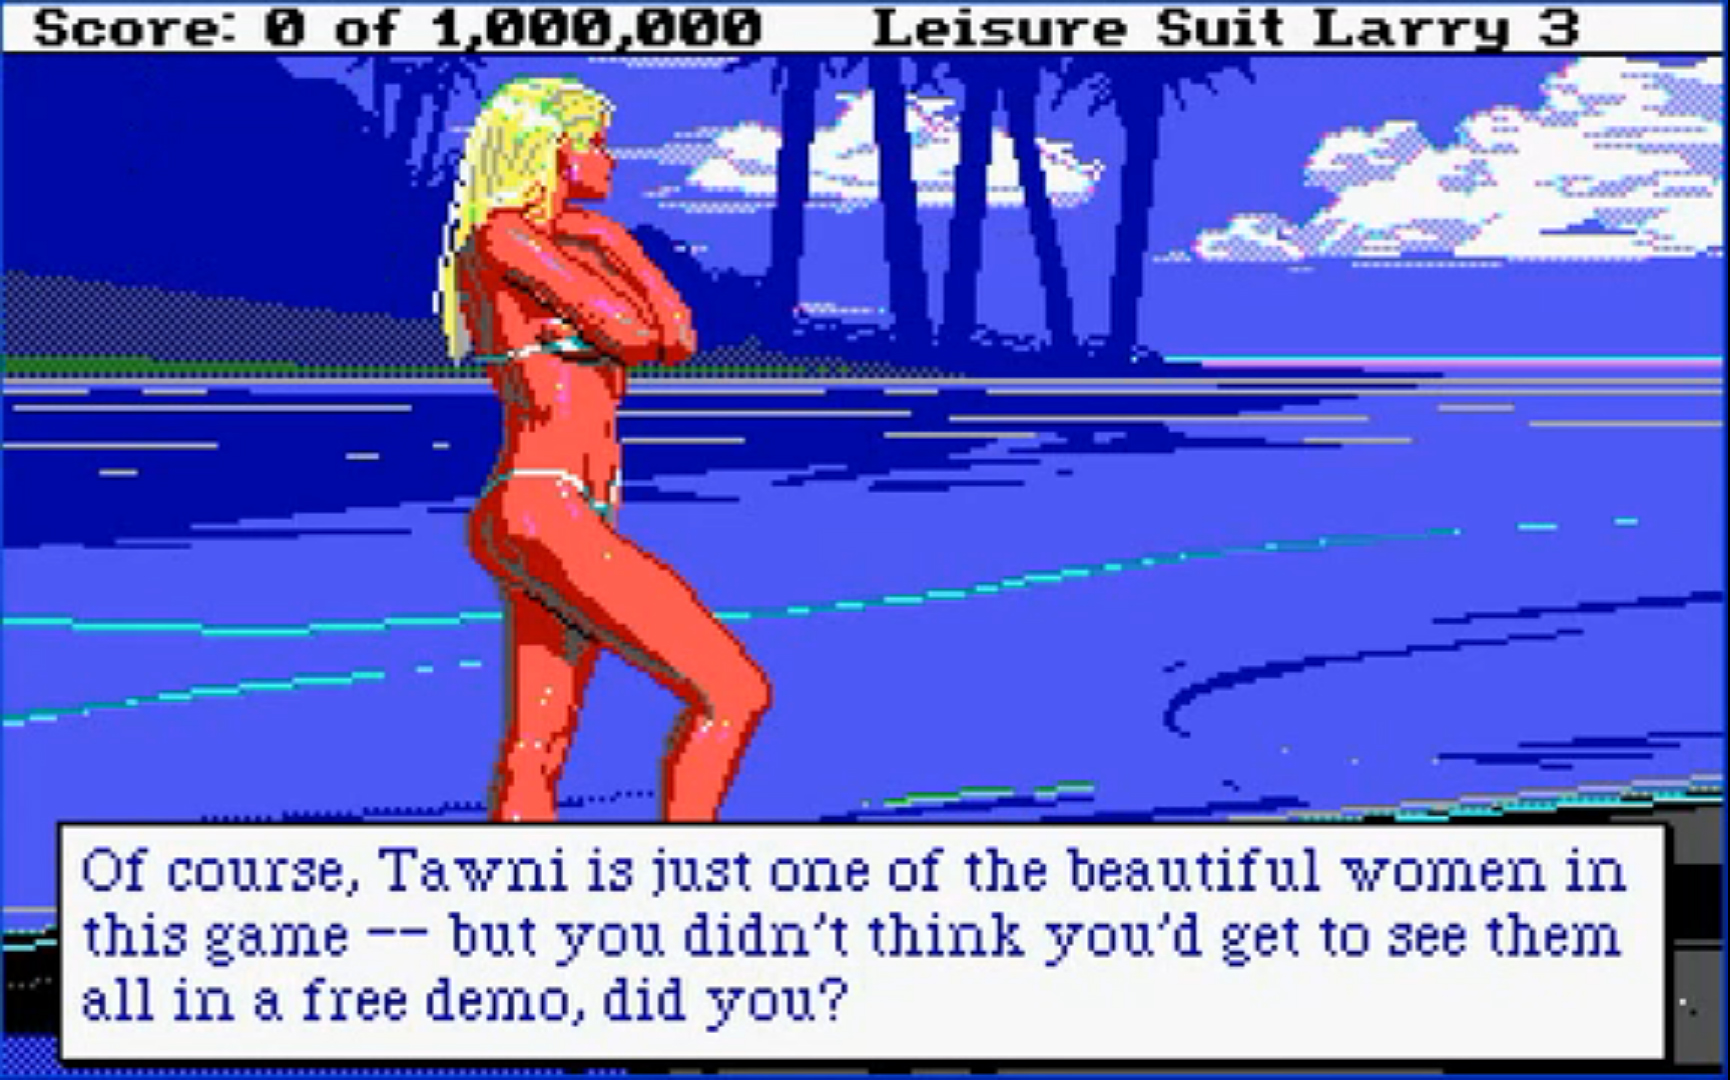 Score: 0 of 1,000,000 Leisure Suit Larry 3
Of course, Tawni is just one of the beautiful women in
this game -- but you didn't think you'd get to see them
all in a free demo, did you?